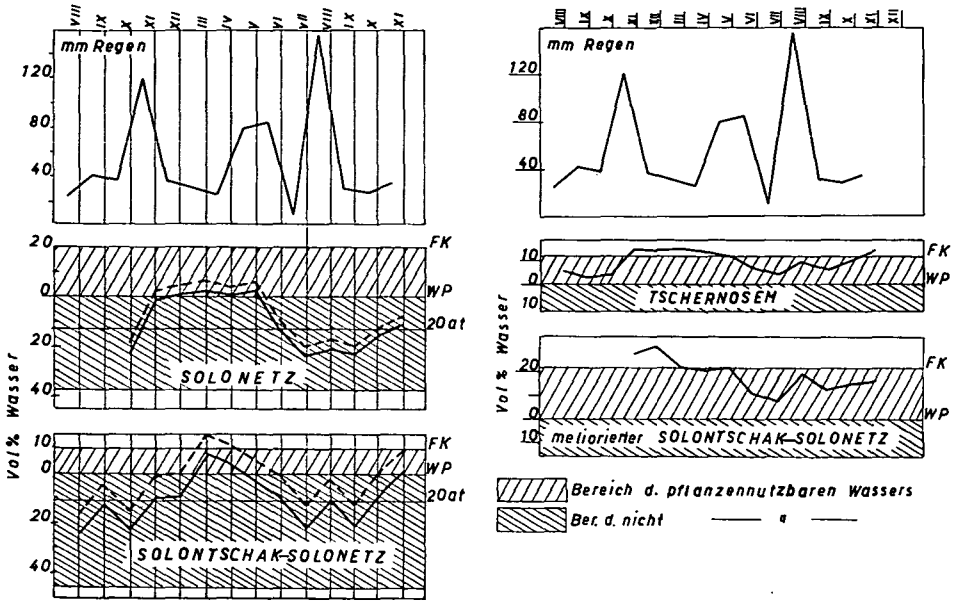 VIII IX X XI XII III IV V VI VII VIII IX X XI
mm Regen
120
80
40
20 FK
0 WP
20at
20
SOLONETZ
40
Vol% Wasser
10 FK
0 WP
20at
20
SOLONTSCHAK-SOLONETZ
40
VIII IX X XI XII III IV V VI VII VIII IX X XI XII
mm Regen
120
80
40
10 FK
0 WP
10 TSCHERNOSEM
Vol% Wasser
20 FK
0 WP
10 meliorierter SOLONTSCHAK-SOLONETZ
Bereich d. pflanzennutzbaren Wassers
Ber. d. nicht — " —